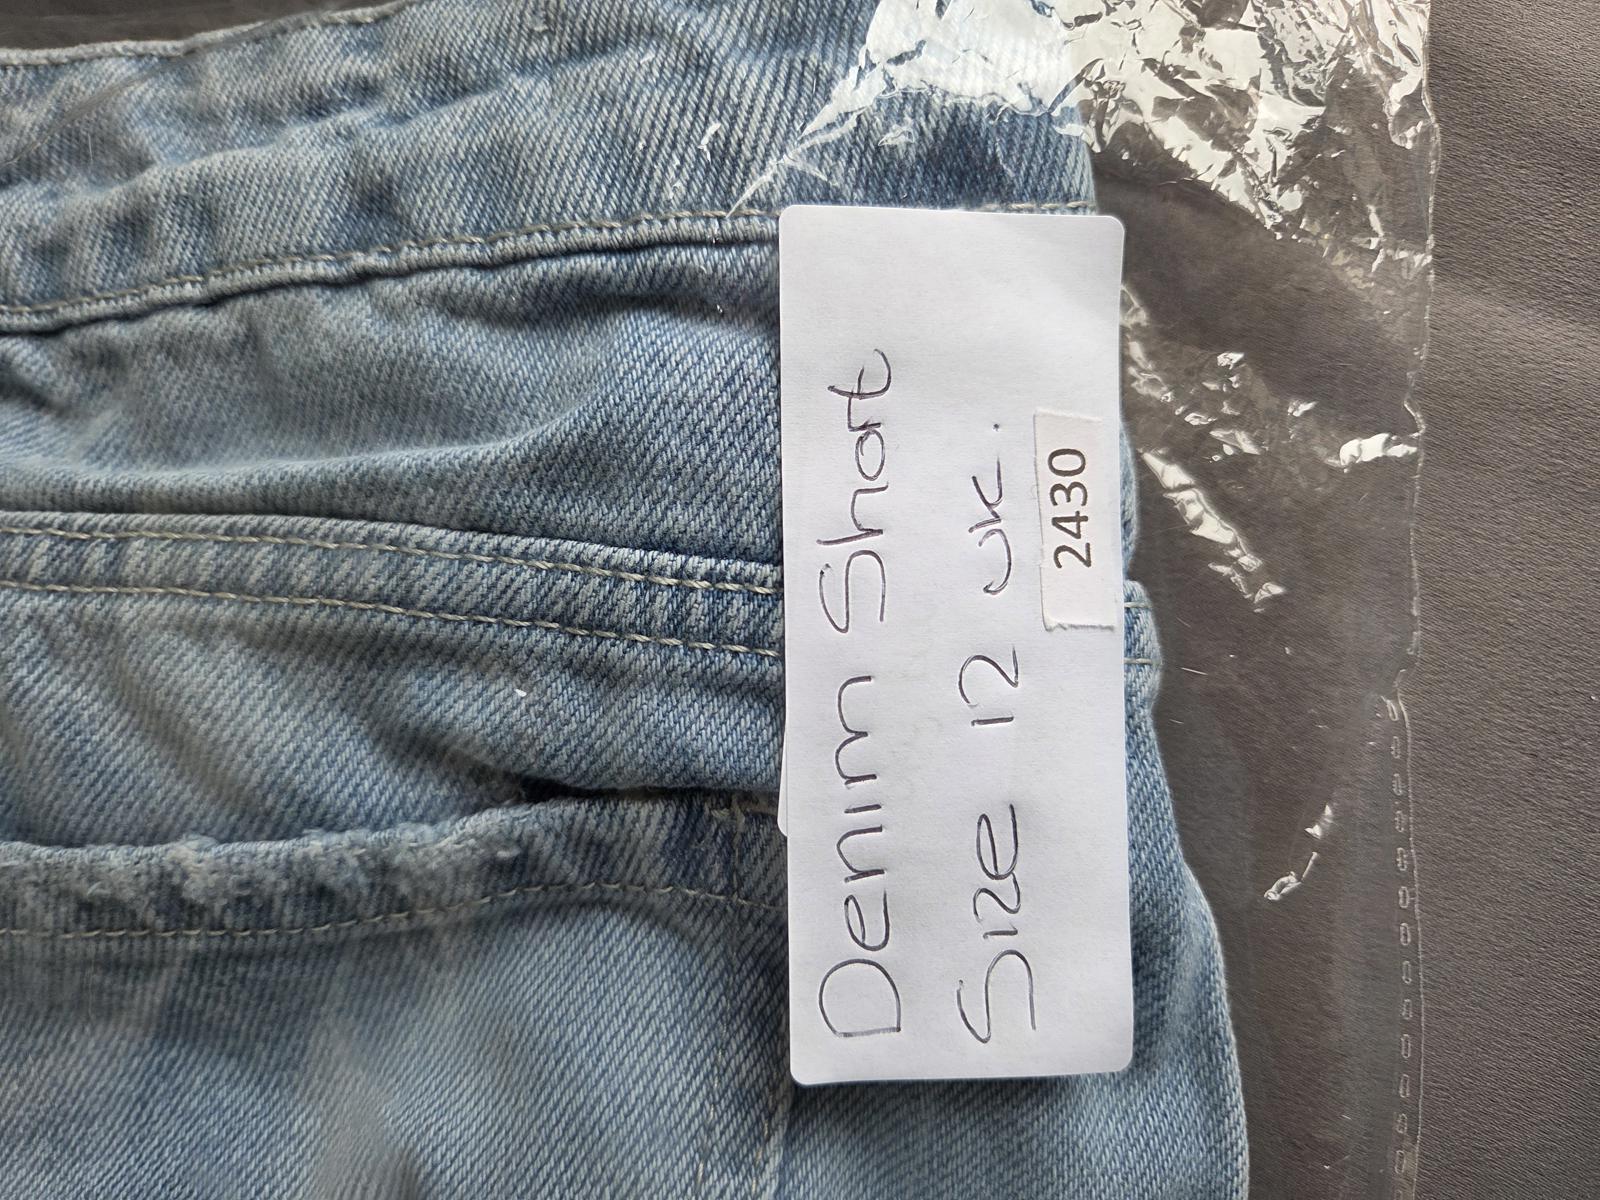 Denim Short
Size 12 UK.
2430